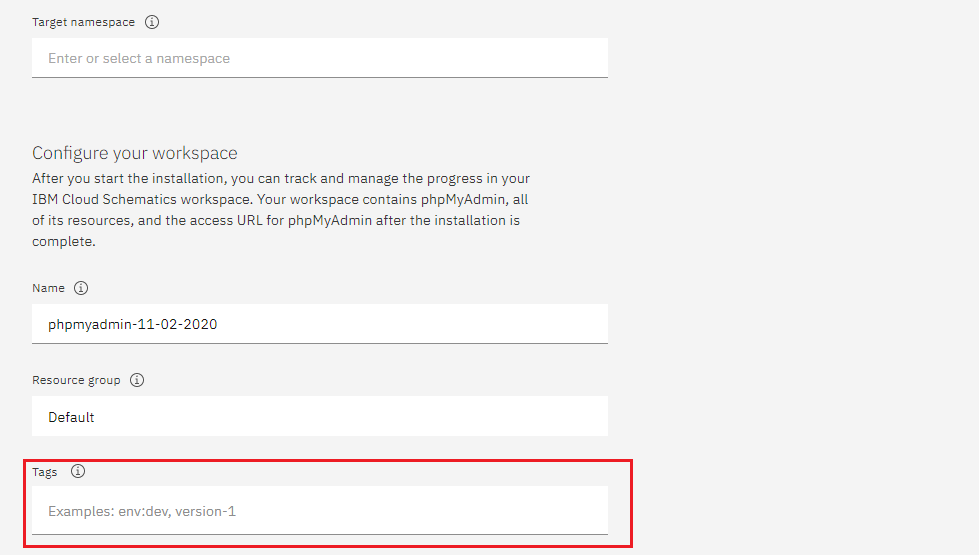 Target namespace
Enter or select a namespace
Configure your workspace
After you start the installation, you can track and manage the progress in your
IBM Cloud Schematics workspace. Your workspace contains phpMyAdmin, all
of its resources, and the access URL for phpMyAdmin after the installation is
complete.
Name
phpmyadmin-11-02-2020
Resource group
Default
Tags
Examples: env:dev, version-1